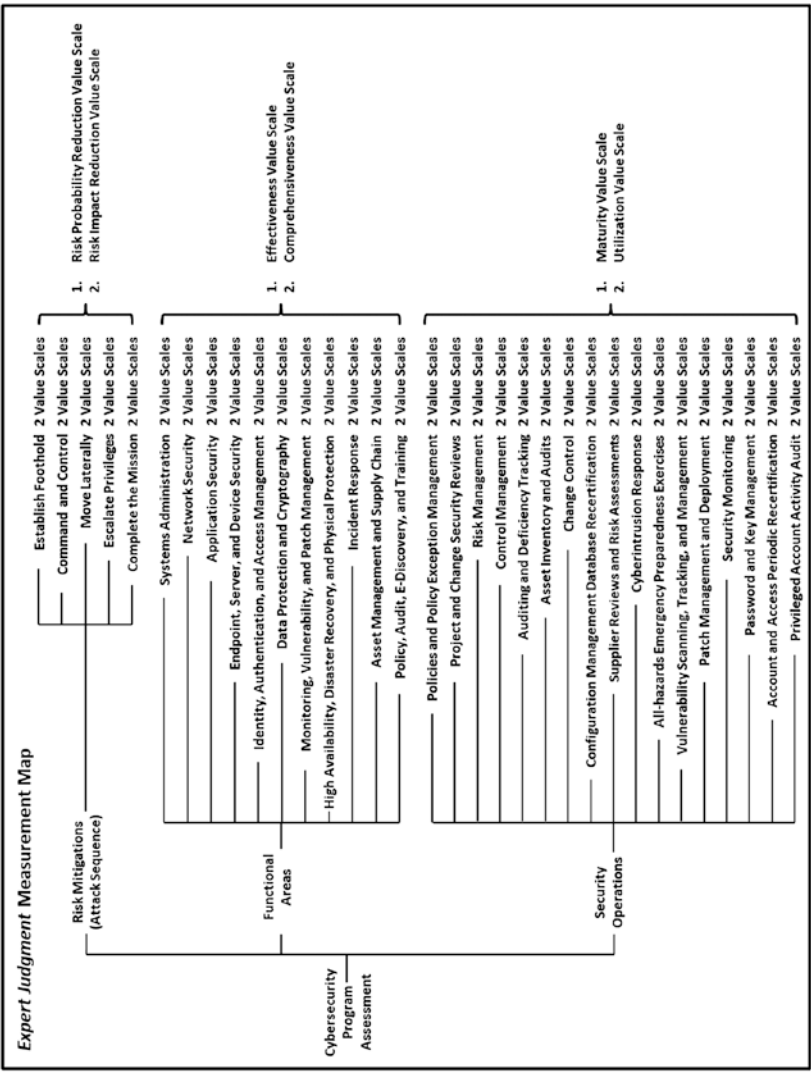 Expert Judgment Measurement Map
Cybersecurity
Program
Assessment
Risk Mitigations
(Attack Sequence)
Establish Foothold 2 Value Scales
Command and Control 2 Value Scales
Move Laterally 2 Value Scales
Escalate Privileges 2 Value Scales
Complete the Mission 2 Value Scales
1. Risk Probability Reduction Value Scale
2. Risk Impact Reduction Value Scale
Functional
Areas
Systems Administration 2 Value Scales
Network Security 2 Value Scales
Application Security 2 Value Scales
Endpoint, Server, and Device Security 2 Value Scales
Identity, Authentication, and Access Management 2 Value Scales
Data Protection and Cryptography 2 Value Scales
Monitoring, Vulnerability, and Patch Management 2 Value Scales
High Availability, Disaster Recovery, and Physical Protection 2 Value Scales
Incident Response 2 Value Scales
Asset Management and Supply Chain 2 Value Scales
Policy, Audit, E-Discovery, and Training 2 Value Scales
1. Effectiveness Value Scale
2. Comprehensiveness Value Scale
Security
Operations
Policies and Policy Exception Management 2 Value Scales
Project and Change Security Reviews 2 Value Scales
Risk Management 2 Value Scales
Control Management 2 Value Scales
Auditing and Deficiency Tracking 2 Value Scales
Asset Inventory and Audits 2 Value Scales
Change Control 2 Value Scales
Configuration Management Database Recertification 2 Value Scales
Supplier Reviews and Risk Assessments 2 Value Scales
Cyberintrusion Response 2 Value Scales
All-hazards Emergency Preparedness Exercises 2 Value Scales
Vulnerability Scanning, Tracking, and Management 2 Value Scales
Patch Management and Deployment 2 Value Scales
Security Monitoring 2 Value Scales
Password and Key Management 2 Value Scales
Account and Access Periodic Recertification 2 Value Scales
Privileged Account Activity Audit 2 Value Scales
1. Maturity Value Scale
2. Utilization Value Scale